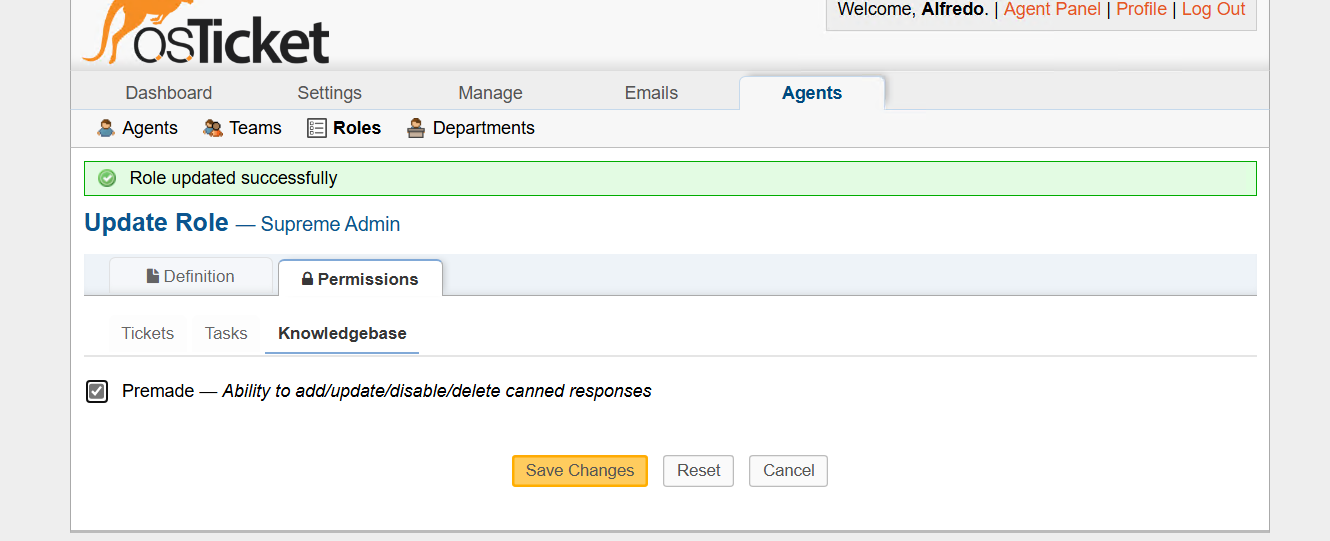 Welcome, Alfredo. | Agent Panel | Profile | Log Out
osTicket
Dashboard Settings Manage Emails Agents
Agents Teams Roles Departments
Role updated successfully
Update Role — Supreme Admin
Definition Permissions
Tickets Tasks Knowledgebase
Premade — Ability to add/update/disable/delete canned responses
Save Changes Reset Cancel